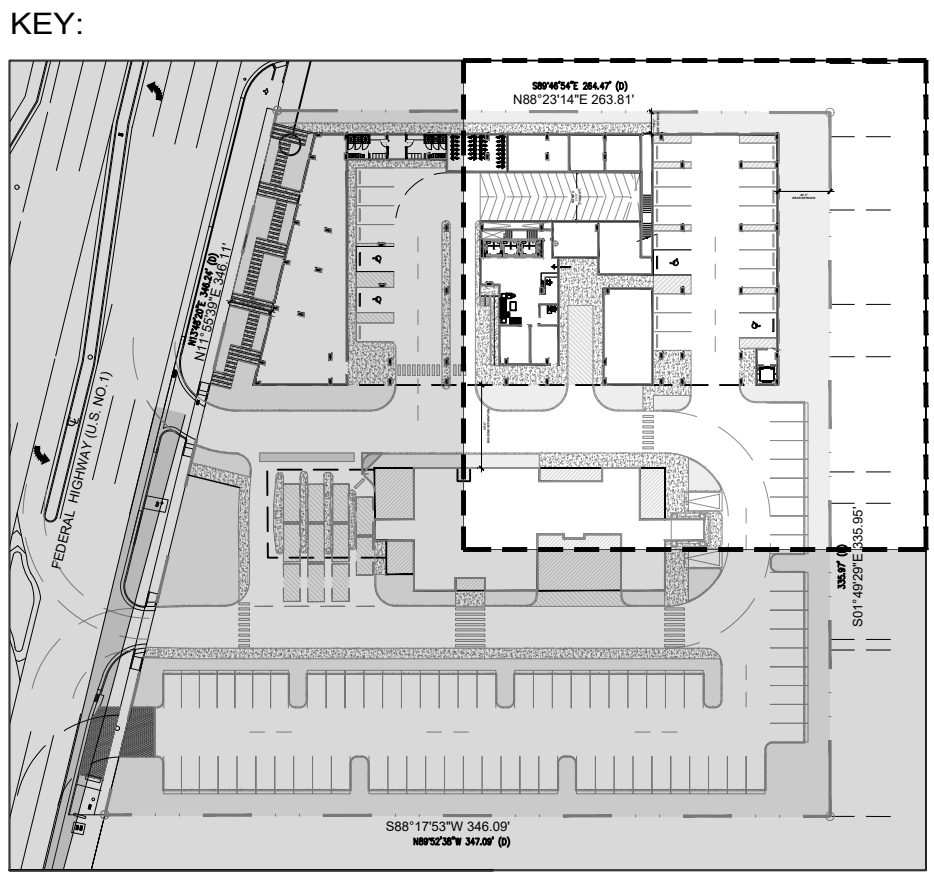 KEY:
S89°46'54"E 264.47' (D)
N88°23'14"E 263.81'
N13°46'20"E 346.24' (D)
N11°55'39"E 346.11'
FEDERAL HIGHWAY (U.S. NO.1)
335.97' (D)
S01°49'29"E 335.95'
S88°17'53"W 346.09'
N89°52'38"W 347.09' (D)